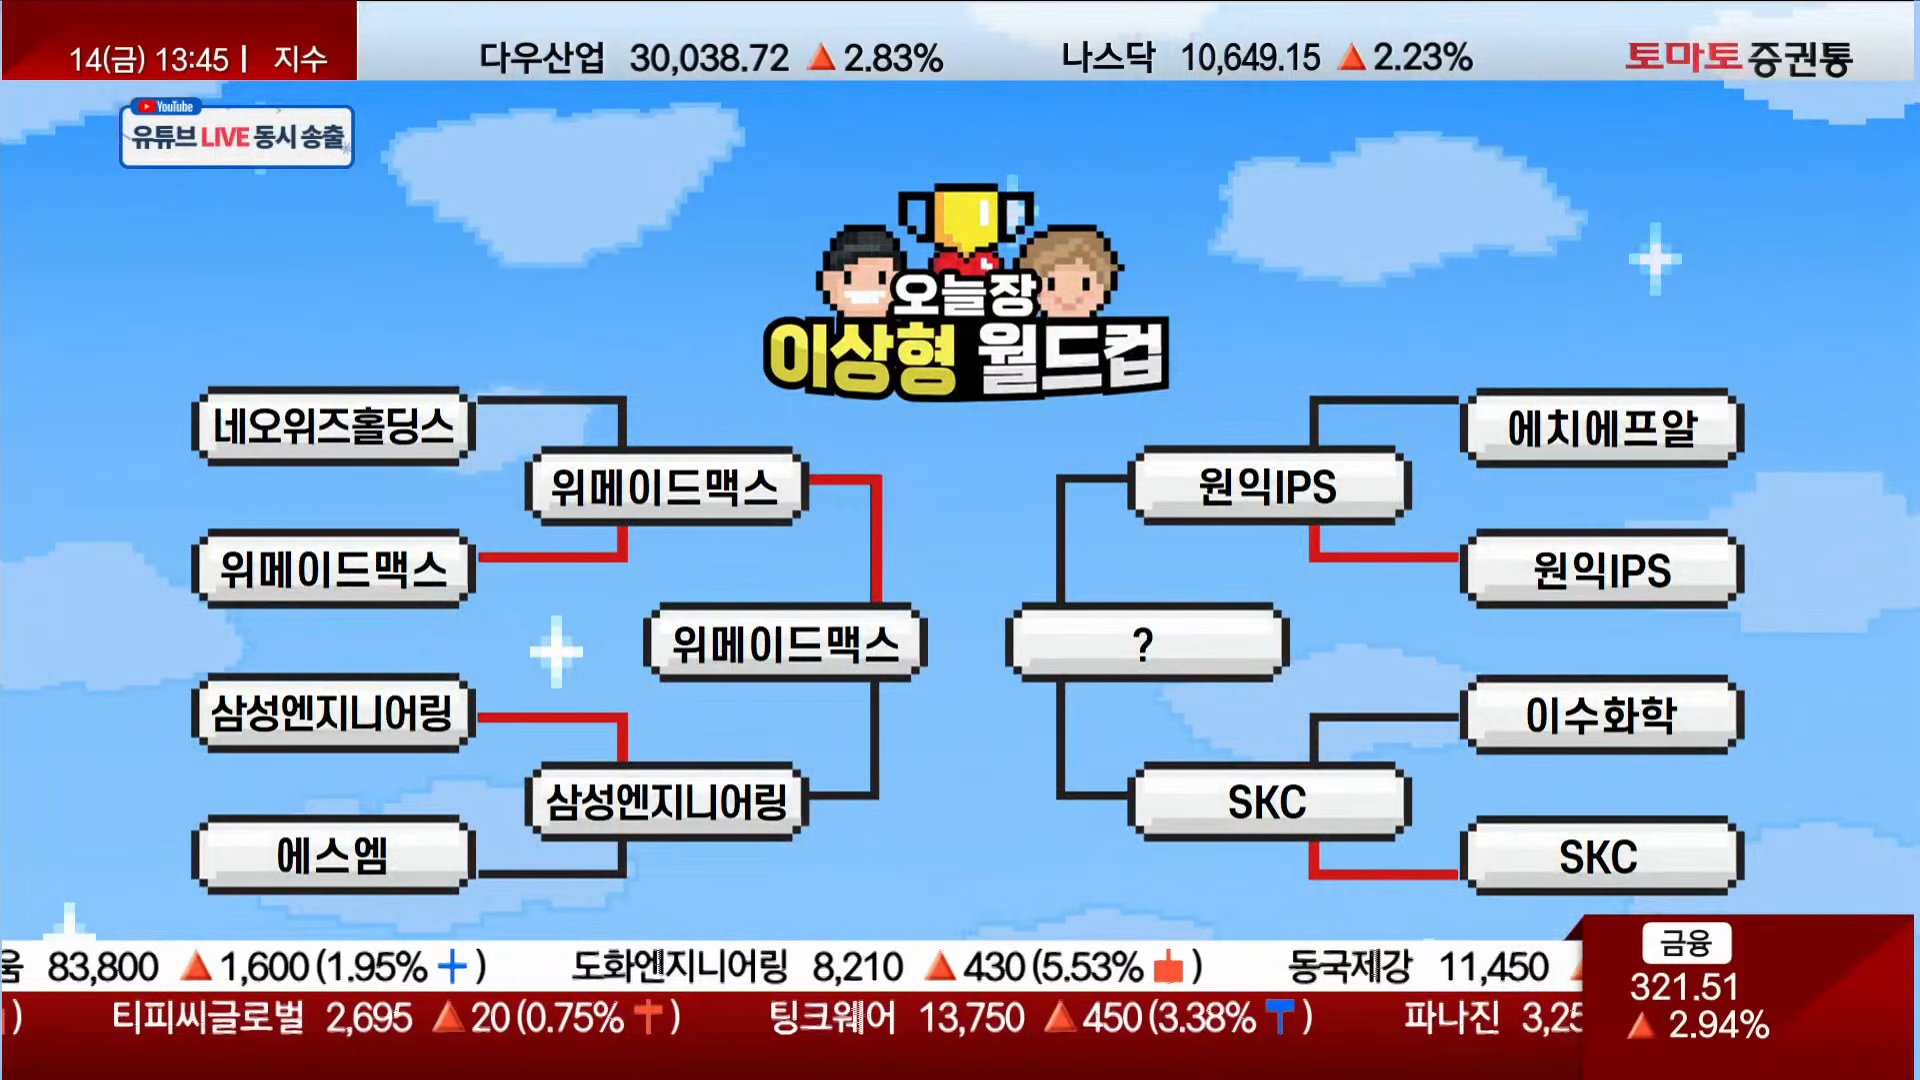 14(금) 13:45 | 지수 다우산업 30,038.72 ▲ 2.83% 나스닥 10,649.15 ▲ 2.23% 토마토증권통
YouTube
유튜브 LIVE 동시 송출
오늘장
이상형 월드컵
네오위즈홀딩스
위메이드맥스
위메이드맥스
위메이드맥스
삼성엔지니어링
삼성엔지니어링
에스엠
에치에프알
원익IPS
원익IPS
?
이수화학
SKC
SKC
83,800 ▲ 1,600 (1.95%) 도화엔지니어링 8,210 ▲ 430 (5.53%) 동국제강 11,450
티피씨글로벌 2,695 ▲ 20 (0.75%) 팅크웨어 13,750 ▲ 450 (3.38%) 파나진
금융
321.51
▲ 2.94%